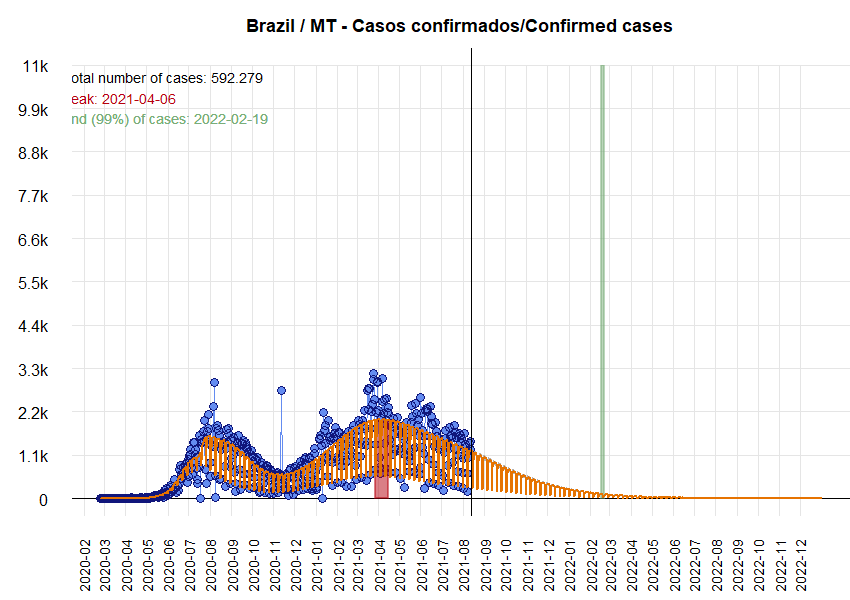 Brazil / MT - Casos confirmados/Confirmed cases
11k
otal number of cases: 592.279
eak: 2021-04-06
nd (99%) of cases: 2022-02-19
9.9k
8.8k
7.7k
6.6k
5.5k
4.4k
3.3k
2.2k
1.1k
0
2020-02
2020-03
2020-04
2020-05
2020-06
2020-07
2020-08
2020-09
2020-10
2020-11
2020-12
2021-01
2021-02
2021-03
2021-04
2021-05
2021-06
2021-07
2021-08
2021-09
2021-10
2021-11
2021-12
2022-01
2022-02
2022-03
2022-04
2022-05
2022-06
2022-07
2022-08
2022-09
2022-10
2022-11
2022-12